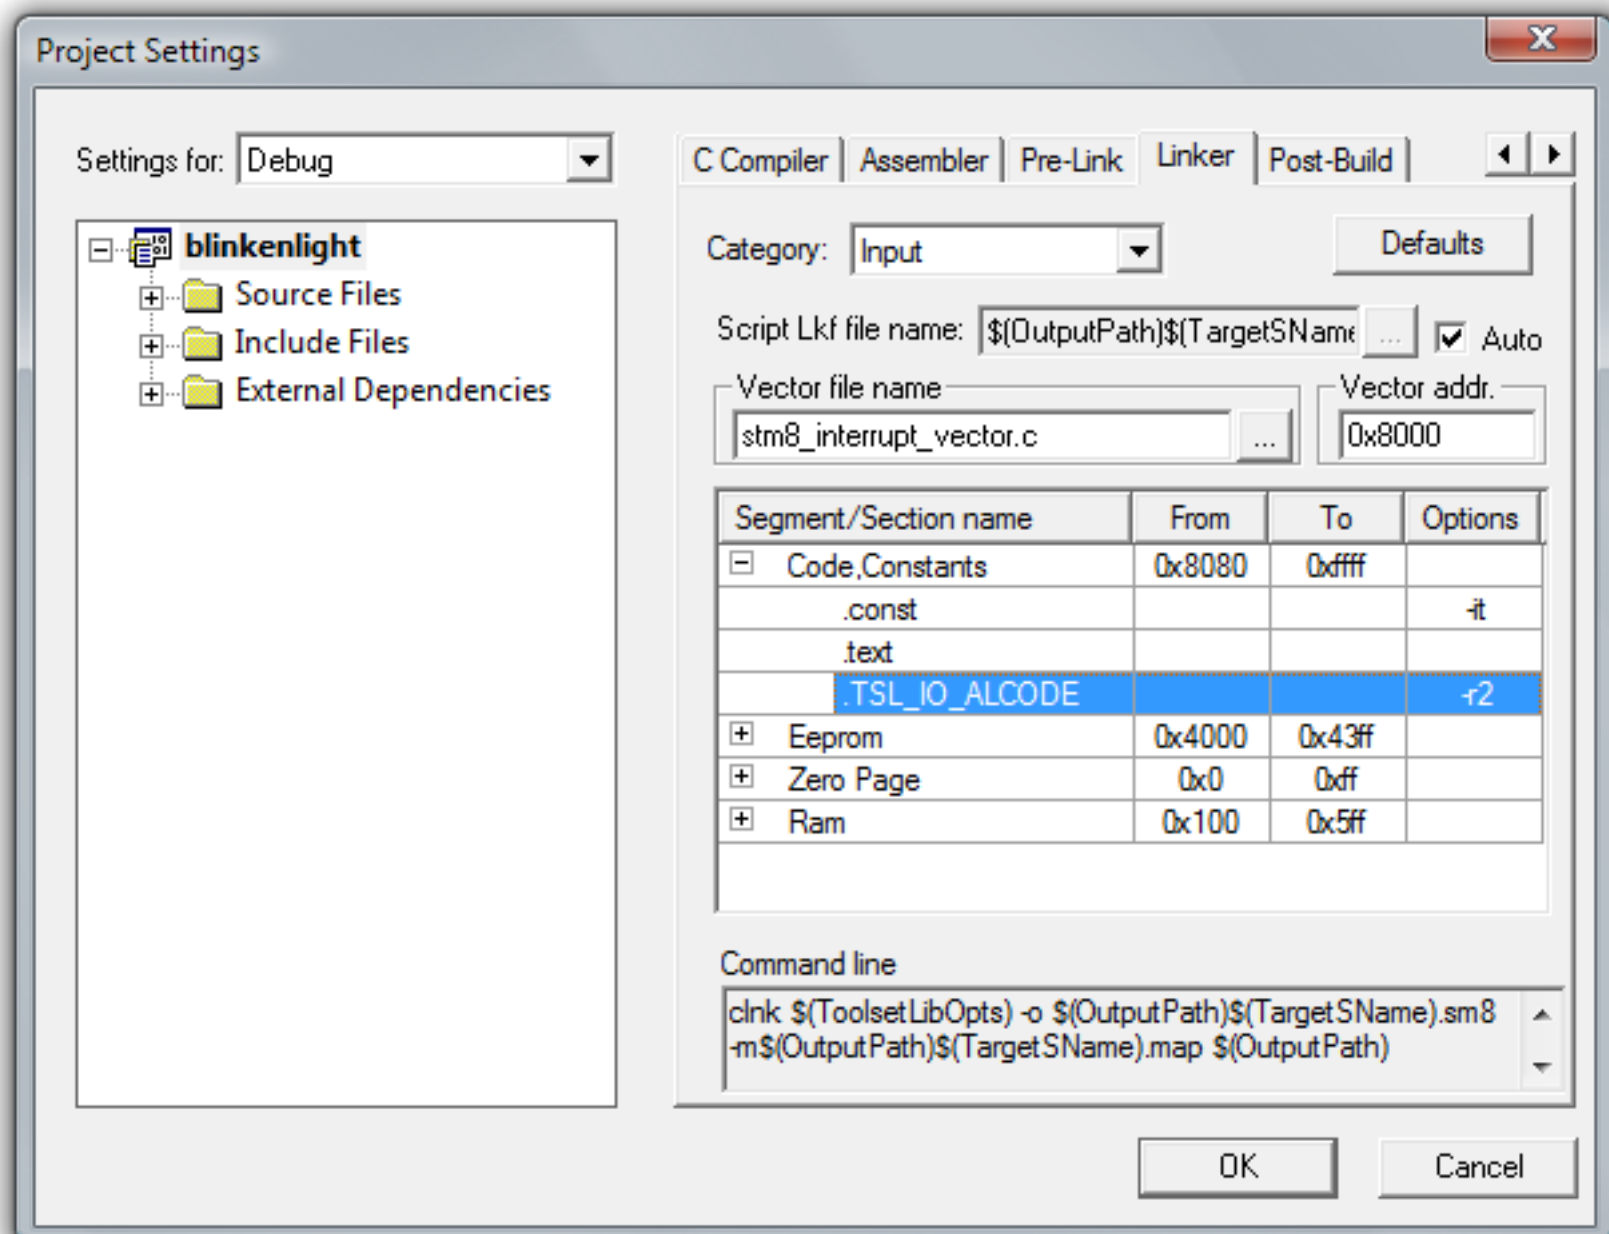 Project Settings
Settings for: Debug
blinkenlight
Source Files
Include Files
External Dependencies
C Compiler Assembler Pre-Link Linker Post-Build
Category: Input Defaults
Script Lkf file name: $(OutputPath)$(TargetSName ... Auto
Vector file name Vector addr.
stm8_interrupt_vector.c ... 0x8000
Segment/Section name From To Options
Code,Constants 0x8080 0xffff
.const -it
.text
.TSL_IO_ALCODE -r2
Eeprom 0x4000 0x43ff
Zero Page 0x0 0xff
Ram 0x100 0x5ff
Command line
clnk $(ToolsetLibOpts) -o $(OutputPath)$(TargetSName).sm8
-m$(OutputPath)$(TargetSName).map $(OutputPath)
OK Cancel